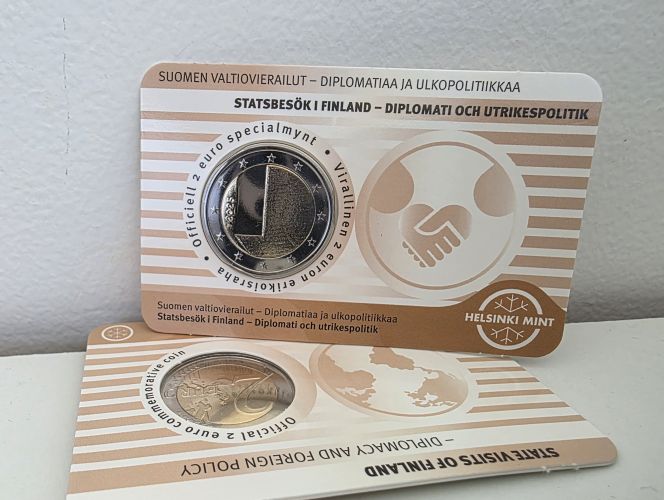 SUOMEN VALTIOVIERAILUT – DIPLOMATIAA JA ULKOPOLITIIKKAA
STATSBESÖK I FINLAND – DIPLOMATI OCH UTRIKESPOLITIK
• Officiell 2 euro specialmynt • Virallinen 2 euron erikoisraha
Suomen valtiovierailut – Diplomatiaa ja ulkopolitiikkaa
Statsbesök i Finland – Diplomati och utrikespolitik
HELSINKI MINT
Official 2 euro commemorative coin
2
STATE VISITS OF FINLAND
– DIPLOMACY AND FOREIGN POLICY